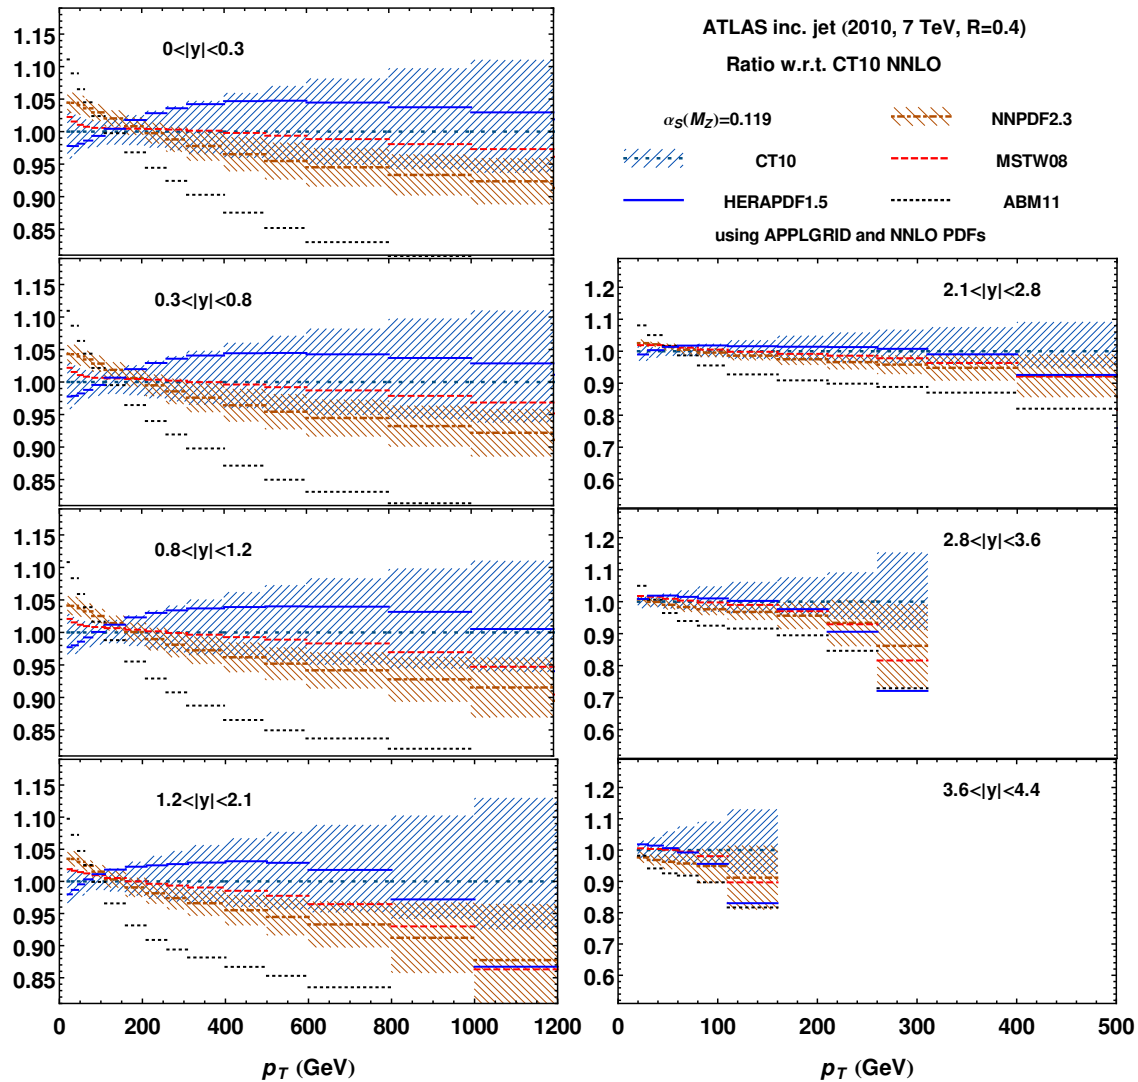 ATLAS inc. jet (2010, 7 TeV, R=0.4)
Ratio w.r.t. CT10 NNLO
αS(MZ)=0.119
NNPDF2.3
CT10
MSTW08
HERAPDF1.5
ABM11
using APPLGRID and NNLO PDFs
0<|y|<0.3
1.15
1.10
1.05
1.00
0.95
0.90
0.85
0.3<|y|<0.8
1.15
1.10
1.05
1.00
0.95
0.90
0.85
0.8<|y|<1.2
1.15
1.10
1.05
1.00
0.95
0.90
0.85
1.2<|y|<2.1
1.15
1.10
1.05
1.00
0.95
0.90
0.85
0 200 400 600 800 1000 1200
pT (GeV)
2.1<|y|<2.8
1.2
1.1
1.0
0.9
0.8
0.7
0.6
2.8<|y|<3.6
1.2
1.1
1.0
0.9
0.8
0.7
0.6
3.6<|y|<4.4
1.2
1.1
1.0
0.9
0.8
0.7
0.6
0 100 200 300 400 500
pT (GeV)